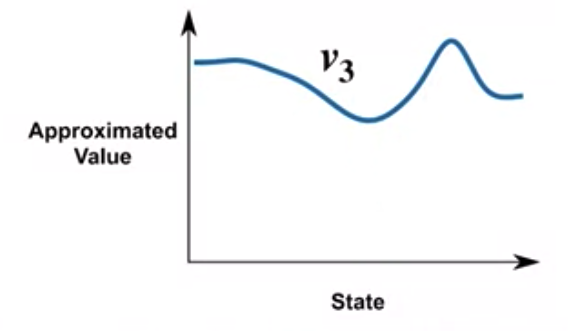 v3
Approximated
Value
State